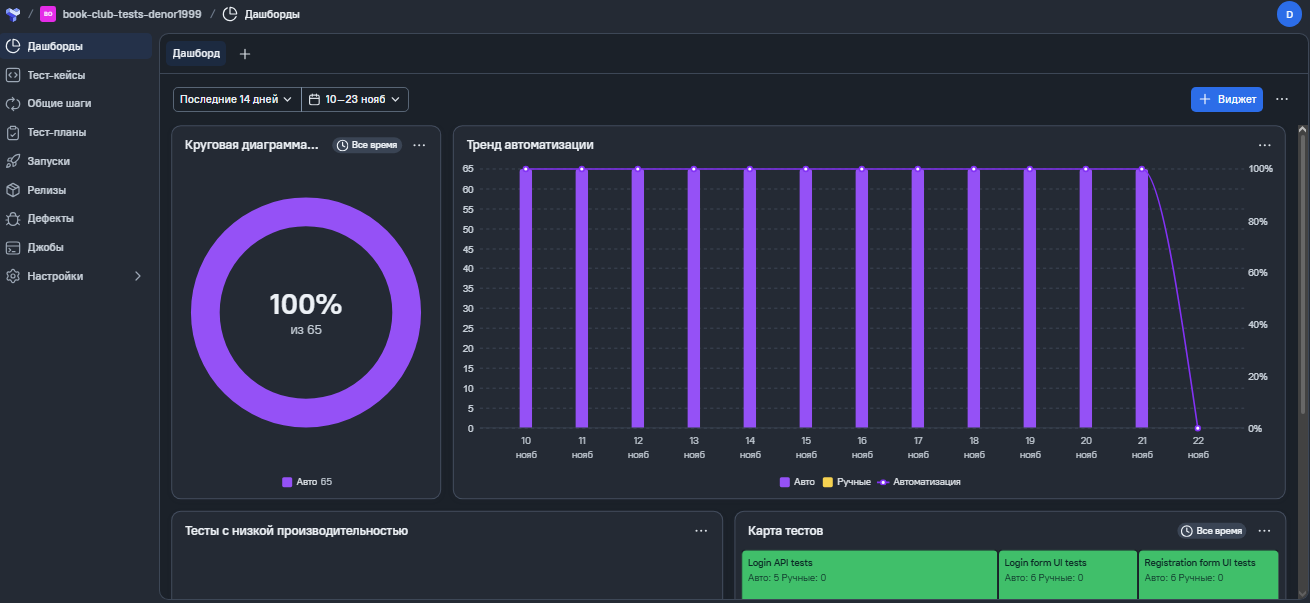 / BO book-club-tests-denor1999 / Дашборды
D
Дашборды
Тест-кейсы
Общие шаги
Тест-планы
Запуски
Релизы
Дефекты
Джобы
Настройки
Дашборд +
Последние 14 дней
10—23 нояб
+ Виджет
Круговая диаграмма...
Все время
100%
из 65
Авто 65
Тренд автоматизации
65
60
55
50
45
40
35
30
25
20
15
10
5
0
100%
80%
60%
40%
20%
0%
10 нояб
11 нояб
12 нояб
13 нояб
14 нояб
15 нояб
16 нояб
17 нояб
18 нояб
19 нояб
20 нояб
21 нояб
22 нояб
Авто Ручные Автоматизация
Тесты с низкой производительностью
Карта тестов
Все время
Login API tests
Авто: 5 Ручные: 0
Login form UI tests
Авто: 6 Ручные: 0
Registration form UI tests
Авто: 6 Ручные: 0